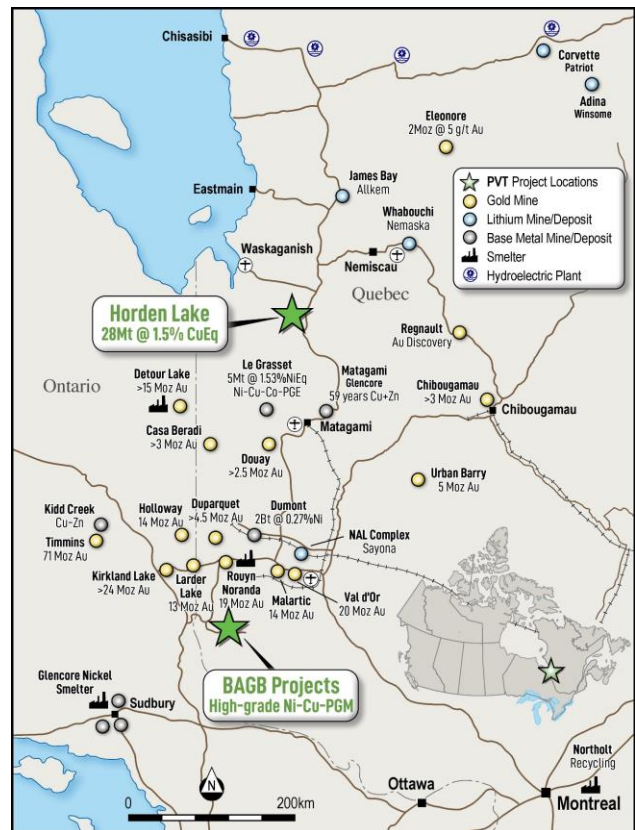 Chisasibi
Corvette
Patriot
Adina
Winsome
Eleonore
2Moz @ 5 g/t Au
James Bay
Allkem
Eastmain
Whabouchi
Nemaska
PVT Project Locations
Gold Mine
Lithium Mine/Deposit
Base Metal Mine/Deposit
Smelter
Hydroelectric Plant
Waskaganish
Nemiscau
Quebec
Horden Lake
28Mt @ 1.5% CuEq
Regnault
Au Discovery
Ontario
Detour Lake
>15 Moz Au
Le Grasset
5Mt @ 1.53%NiEq
Ni-Cu-Co-PGE
Matagami
Glencore
59 years Cu+Zn
Chibougamau
>3 Moz Au
Chibougamau
Matagami
Casa Beradi
>3 Moz Au
Douay
>2.5 Moz Au
Urban Barry
5 Moz Au
Kidd Creek
Cu-Zn
Timmins
71 Moz Au
Holloway
14 Moz Au
Duparquet
>4.5 Moz Au
Dumont
2Bt @ 0.27%Ni
NAL Complex
Sayona
Kirkland Lake
>24 Moz Au
Larder
Lake
13 Moz Au
Rouyn
Noranda
19 Moz Au
Malartic
14 Moz Au
Val d'Or
20 Moz Au
BAGB Projects
High-grade Ni-Cu-PGM
Glencore Nickel
Smelter
Sudbury
Northolt
Recycling
Ottawa
Montreal
N
0
200km